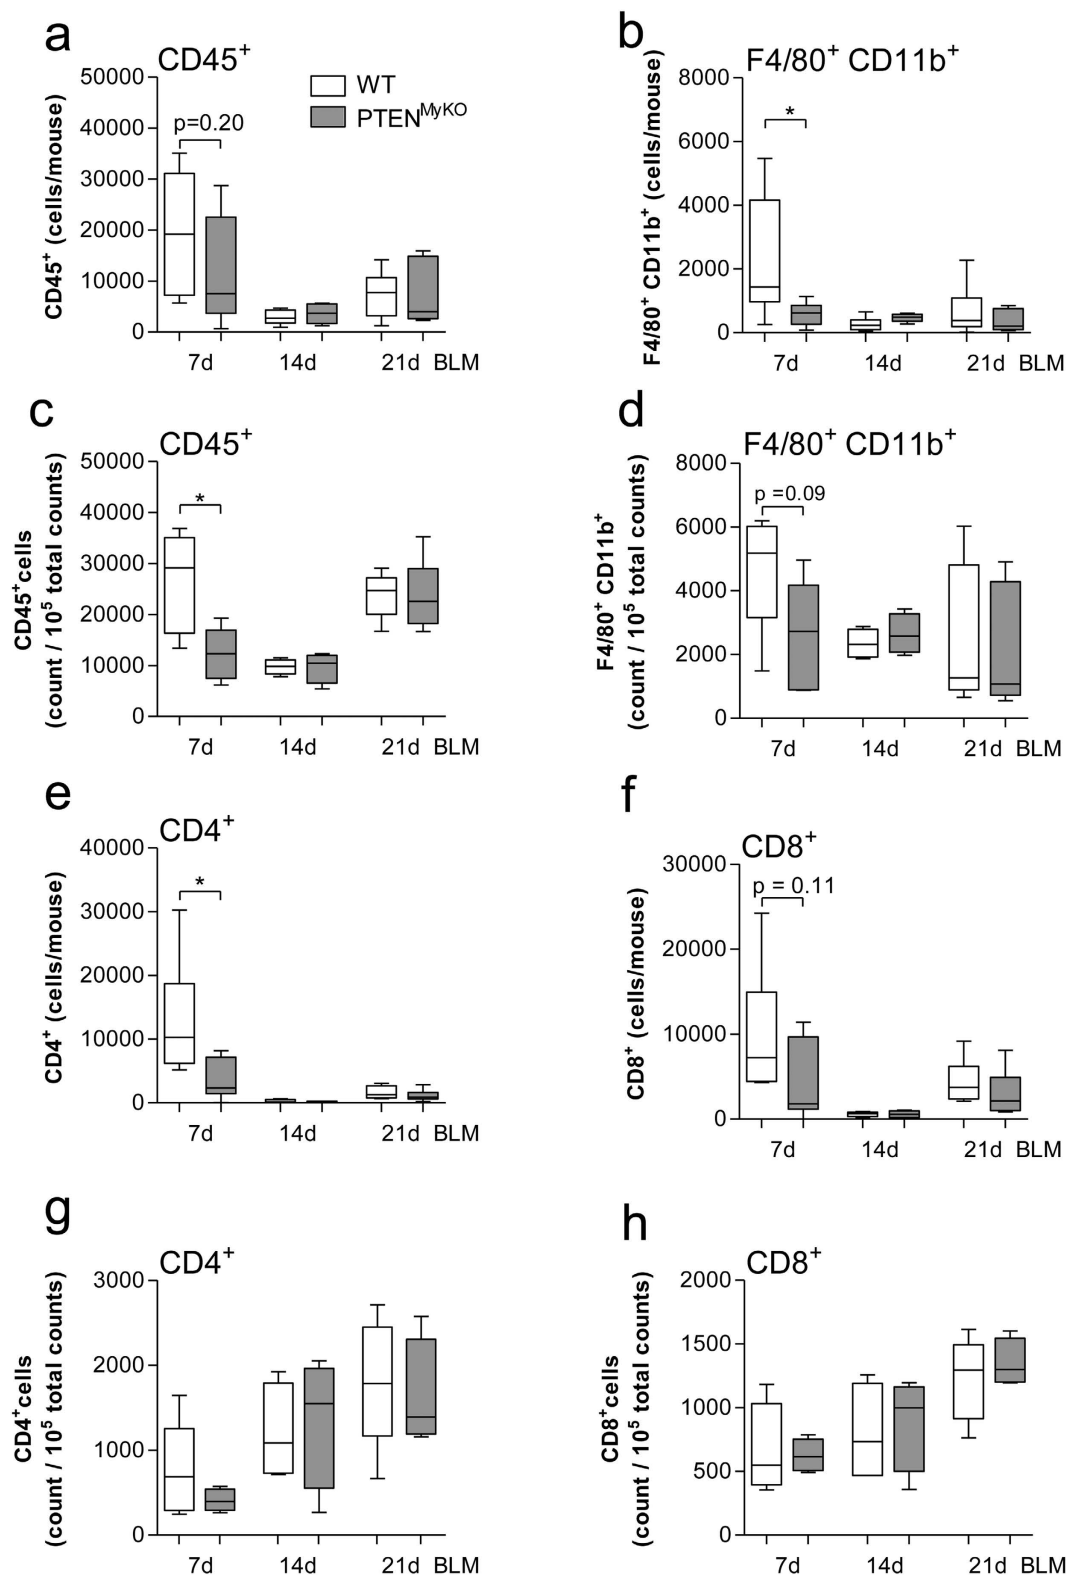 a
CD45⁺
WT
PTEN^MyKO
p=0.20
CD45⁺ (cells/mouse)
50000
40000
30000
20000
10000
0
7d 14d 21d BLM
b
F4/80⁺ CD11b⁺
*
F4/80⁺ CD11b⁺ (cells/mouse)
8000
6000
4000
2000
0
7d 14d 21d BLM
c
CD45⁺
*
CD45⁺cells
(count / 10⁵ total counts)
50000
40000
30000
20000
10000
0
7d 14d 21d BLM
d
F4/80⁺ CD11b⁺
p =0.09
F4/80⁺ CD11b⁺
(count / 10⁵ total counts)
8000
6000
4000
2000
0
7d 14d 21d BLM
e
CD4⁺
*
CD4⁺ (cells/mouse)
40000
30000
20000
10000
0
7d 14d 21d BLM
f
CD8⁺
p = 0.11
CD8⁺ (cells/mouse)
30000
20000
10000
0
7d 14d 21d BLM
g
CD4⁺
CD4⁺cells
(count / 10⁵ total counts)
3000
2000
1000
0
7d 14d 21d BLM
h
CD8⁺
CD8⁺cells
(count / 10⁵ total counts)
2000
1500
1000
500
0
7d 14d 21d BLM